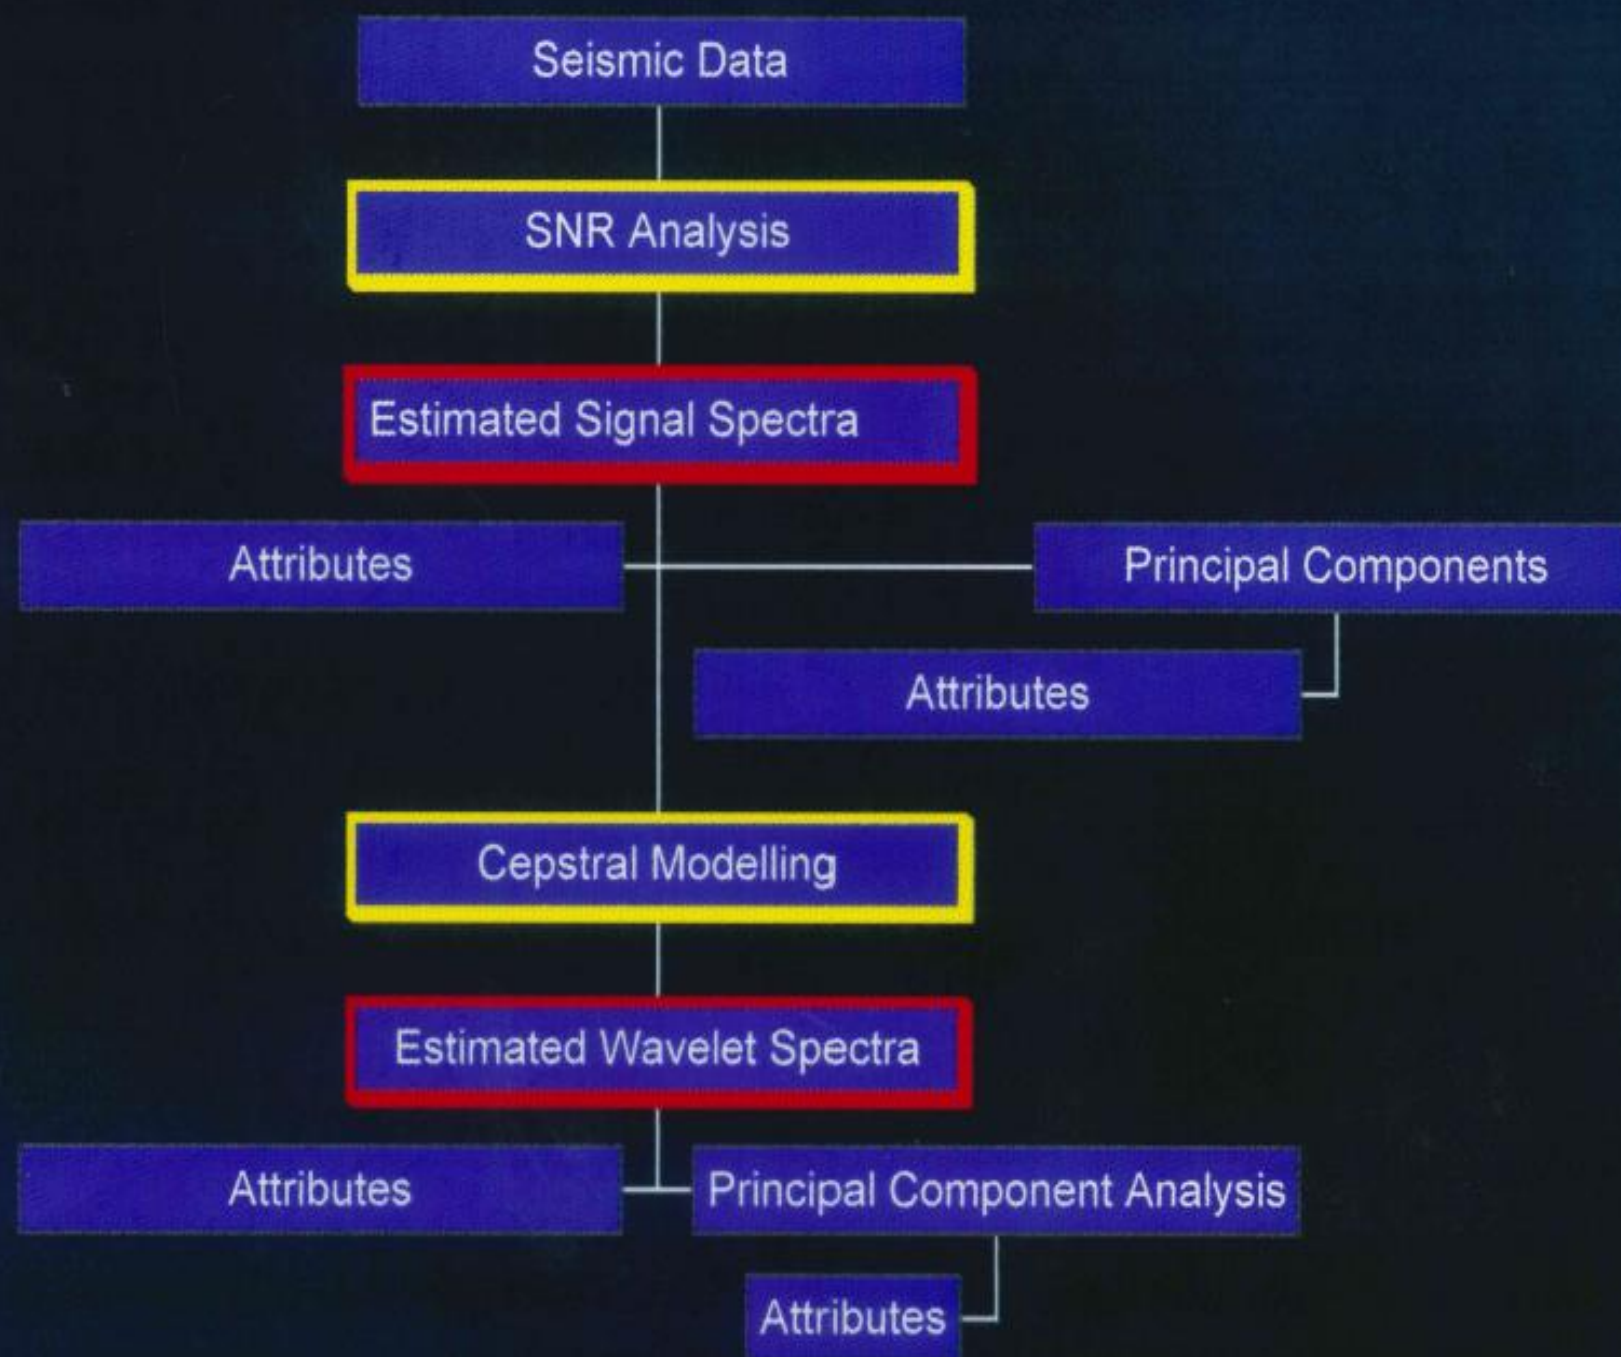 Seismic Data
SNR Analysis
Estimated Signal Spectra
Attributes
Principal Components
Attributes
Cepstral Modelling
Estimated Wavelet Spectra
Attributes
Principal Component Analysis
Attributes